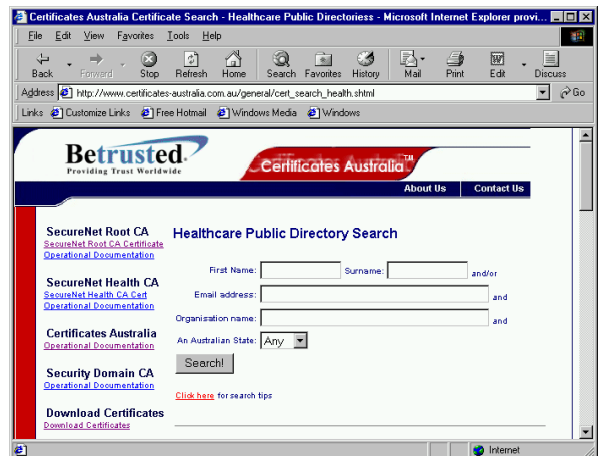 Certificates Australia Certificate Search - Healthcare Public Directoriess - Microsoft Internet Explorer provi...
File Edit View Favorites Tools Help
Back Forward Stop Refresh Home Search Favorites History Mail Print Edit Discuss
Address http://www.certificates-australia.com.au/general/cert_search_health.shtml Go
Links Customize Links Free Hotmail Windows Media Windows
Betrusted.
Providing Trust Worldwide
Certificates Australia™
About Us Contact Us
SecureNet Root CA
SecureNet Root CA Certificate
Operational Documentation
SecureNet Health CA
SecureNet Health CA Cert
Operational Documentation
Certificates Australia
Operational Documentation
Security Domain CA
Operational Documentation
Download Certificates
Download Certificates
Healthcare Public Directory Search
First Name: Surname: and/or
Email address: and
Organisation name: and
An Australian State: Any
Search!
Click here for search tips
Internet